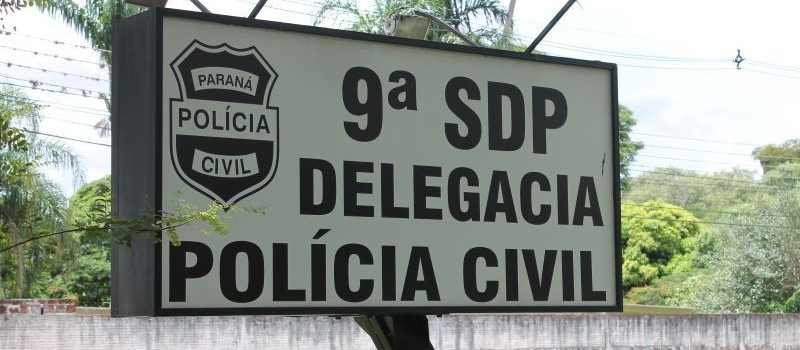 PARANÁ
POLÍCIA
CIVIL
9ª SDP
DELEGACIA
POLÍCIA CIVIL